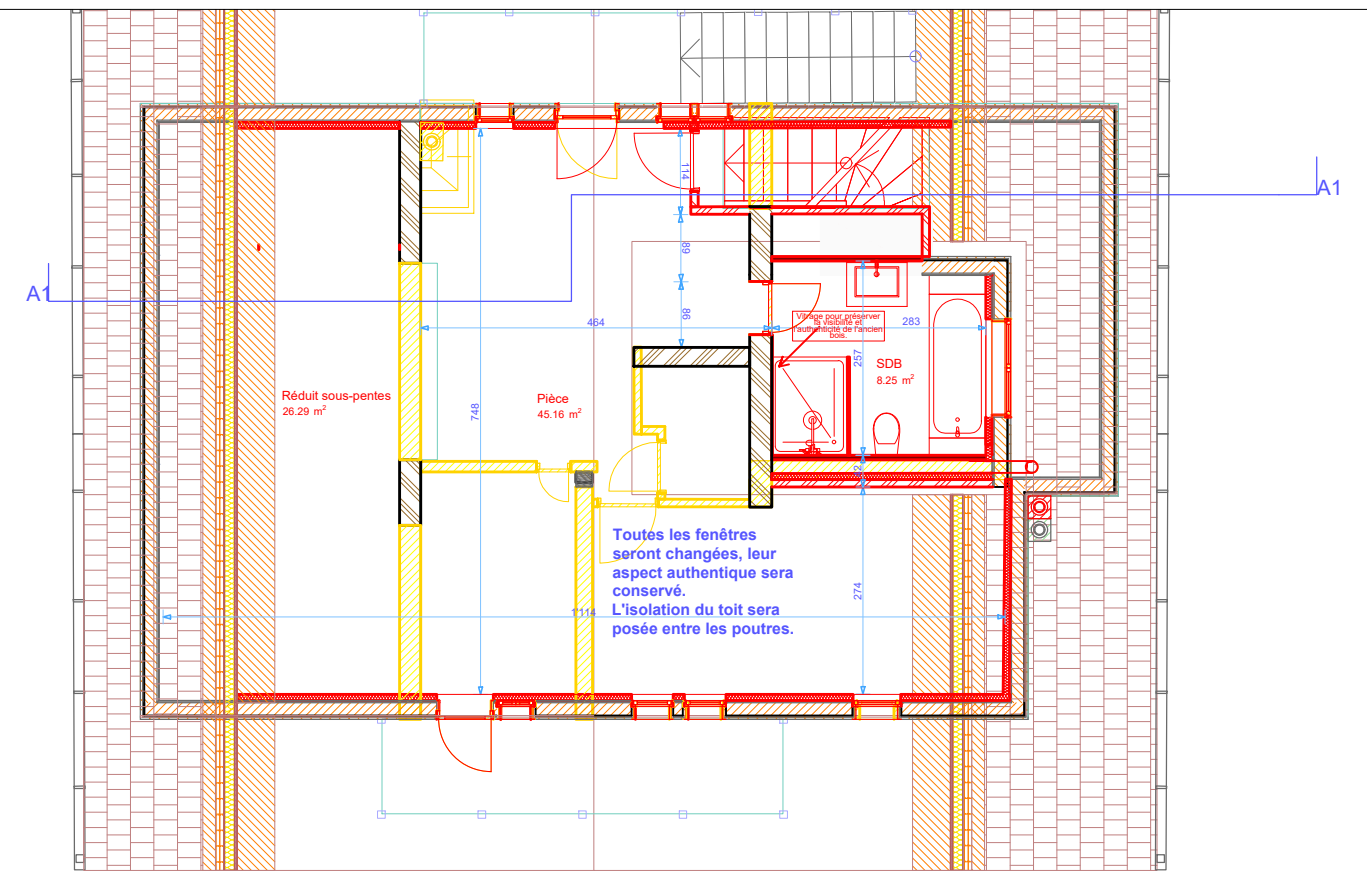 A1
A1
114
89
86
464
283
Vitrage pour préserver
la visibilité et
l'authenticité de l'ancien
bois.
257
SDB
8.25 m²
Réduit sous-pentes
26.29 m²
Pièce
45.16 m²
748
2
Toutes les fenêtres
seront changées, leur
aspect authentique sera
conservé.
L'isolation du toit sera
posée entre les poutres.
274
1'114